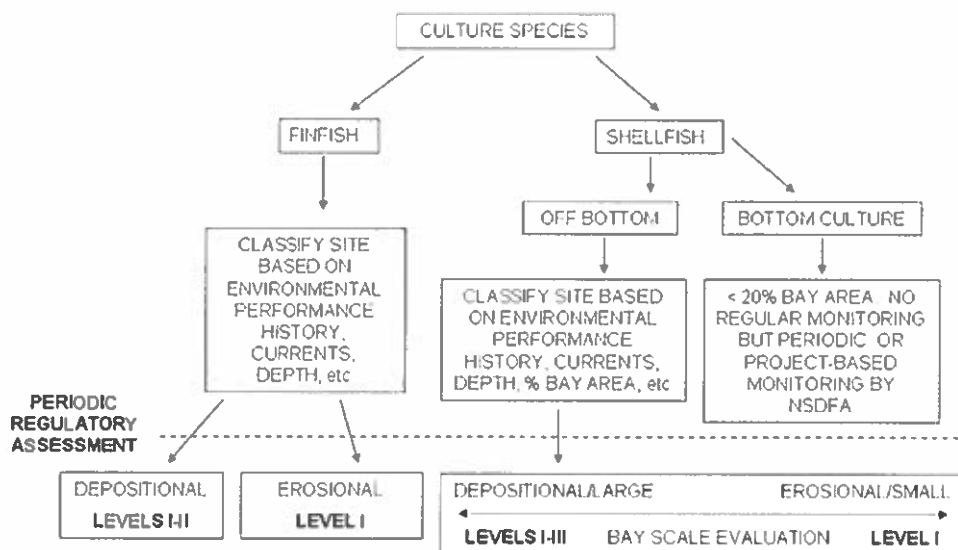 CULTURE SPECIES
FINFISH
SHELLFISH
OFF BOTTOM
BOTTOM CULTURE
CLASSIFY SITE
BASED ON
ENVIRONMENTAL
PERFORMANCE
HISTORY,
CURRENTS,
DEPTH, etc
CLASSIFY SITE BASED
ON ENVIRONMENTAL
PERFORMANCE
HISTORY, CURRENTS,
DEPTH, % BAY AREA, etc
< 20% BAY AREA NO
REGULAR MONITORING
BUT PERIODIC OR
PROJECT-BASED
MONITORING BY
NSDFA
PERIODIC
REGULATORY
ASSESSMENT
DEPOSITIONAL
LEVELS I-II
EROSIONAL
LEVEL I
DEPOSITIONAL/LARGE EROSIONAL/SMALL
LEVELS I-III BAY SCALE EVALUATION LEVEL I